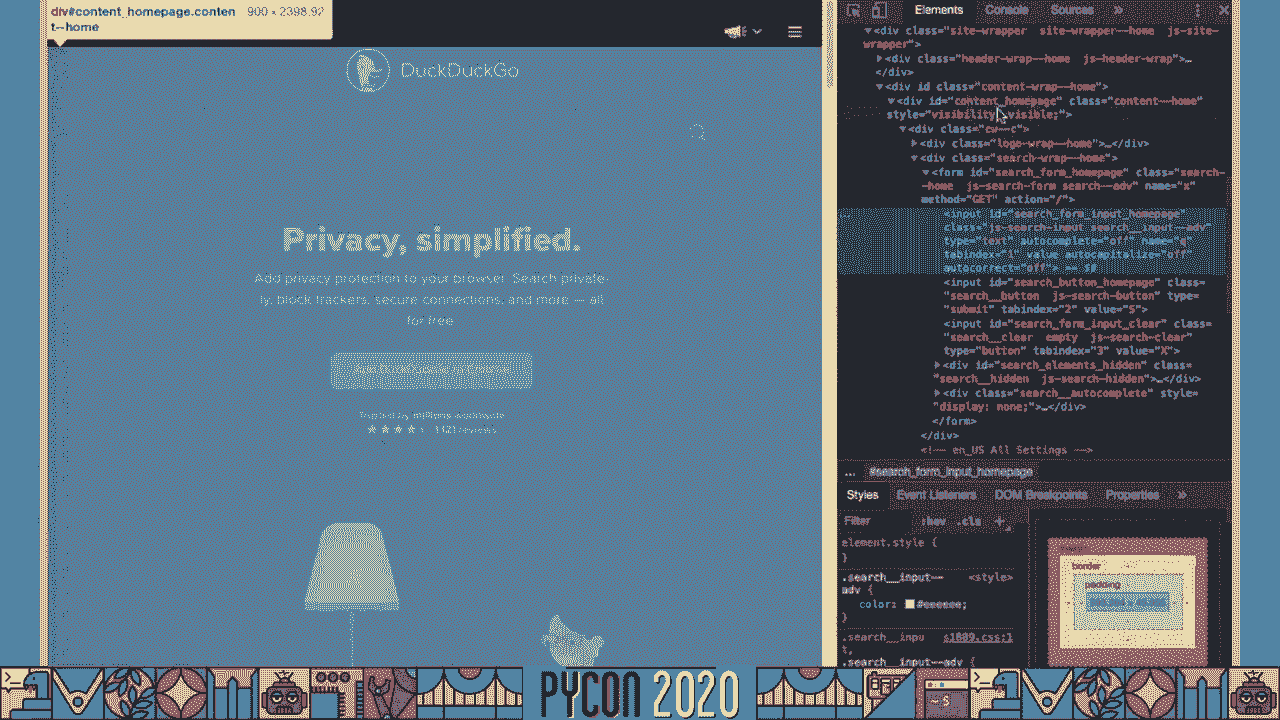 div#content_homepage.conten
t--home
900 × 2398.92
DuckDuckGo
Privacy, simplified.
Add privacy protection to your browser. Search private-
ly, block trackers, secure connections, and more — all
for free.
Trusted by millions worldwide
Elements Console Sources »
<div class="site-wrapper site-wrapper--home js-site-
wrapper">
<div class="header-wrap--home js-header-wrap">…
</div>
<div id class="content-wrap--home">
<div id="content_homepage" class="content--home"
style="visibility: visible;">
<div class="cw--c">
<div class="logo-wrap--home">…</div>
<div class="search-wrap--home">
<form id="search_form_homepage" class="search-
-home js-search-form search--adv" name="x"
method="GET" action="/">
<input id="search_form_input_homepage"
class="js-search-input search__input--adv"
type="text" autocomplete="off" name="q"
tabindex="1" value autocapitalize="off"
autocorrect="off"> == $0
<input id="search_button_homepage" class=
"search__button js-search-button" type=
"submit" tabindex="2" value="S">
<input id="search_form_input_clear" class=
"search__clear empty js-search-clear"
type="button" tabindex="3" value="X">
<div id="search_elements_hidden" class=
"search__hidden js-search-hidden">…</div>
<div class="search__autocomplete" style=
"display: none;">…</div>
</form>
</div>
<!-- en_US All Settings -->
… #search_form_input_homepage
Styles Event Listeners DOM Breakpoints Properties »
Filter :hov .cls +
element.style {
}
.search__input-- <style>
adv {
color: #eeeeee;
}
.search__inpu s1809.css:1
t,
.search__input--adv {
border
padding
PYCON 2020